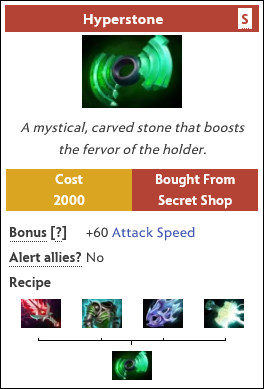 Hyperstone S
A mystical, carved stone that boosts
the fervor of the holder.
Cost Bought From
2000 Secret Shop
Bonus [?] +60 Attack Speed
Alert allies? No
Recipe